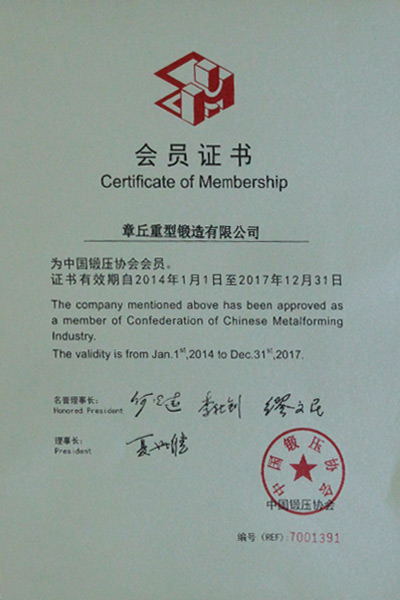 会员证书
Certificate of Membership
章丘重型锻造有限公司
为中国锻压协会会员。
证书有效期自2014年1月1日至2017年12月31日
The company mentioned above has been approved as
a member of Confederation of Chinese Metalforming
Industry.
The validity is from Jan.1st,2014 to Dec.31st,2017.
名誉理事长：
Honored President
理事长：
President
中国锻压协会
中国锻压协会
编号 (REF):7001391